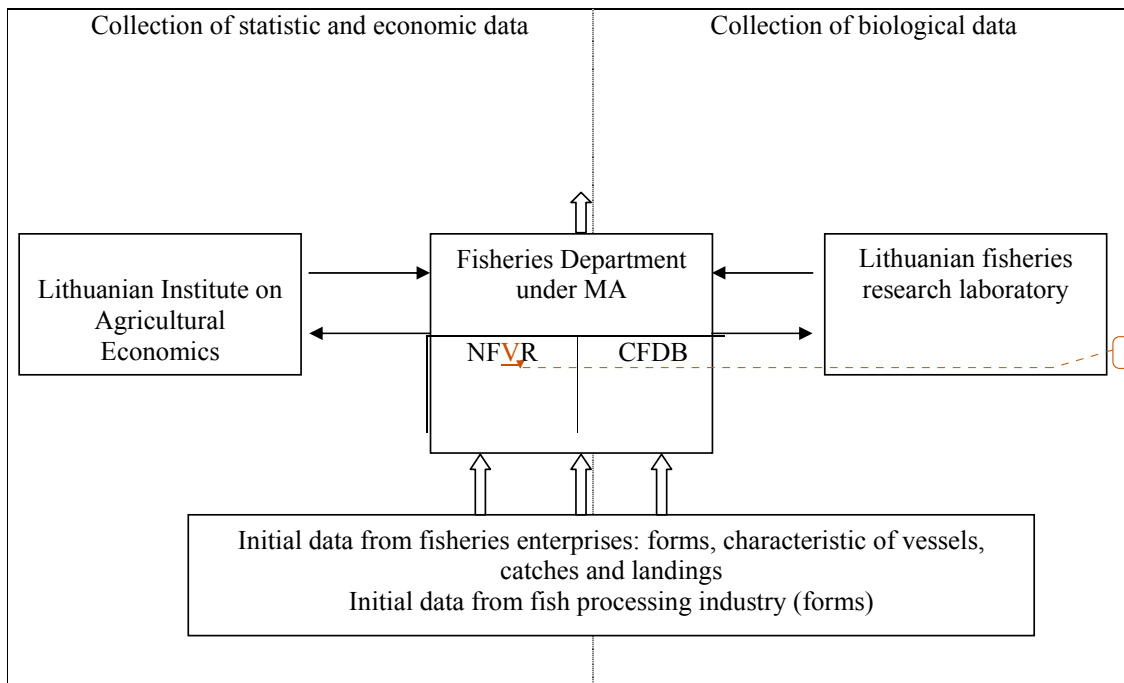 Collection of statistic and economic data
Collection of biological data
Lithuanian Institute on
Agricultural
Economics
Fisheries Department
under MA
NFVR
CFDB
Lithuanian fisheries
research laboratory
Initial data from fisheries enterprises: forms, characteristic of vessels,
catches and landings
Initial data from fish processing industry (forms)